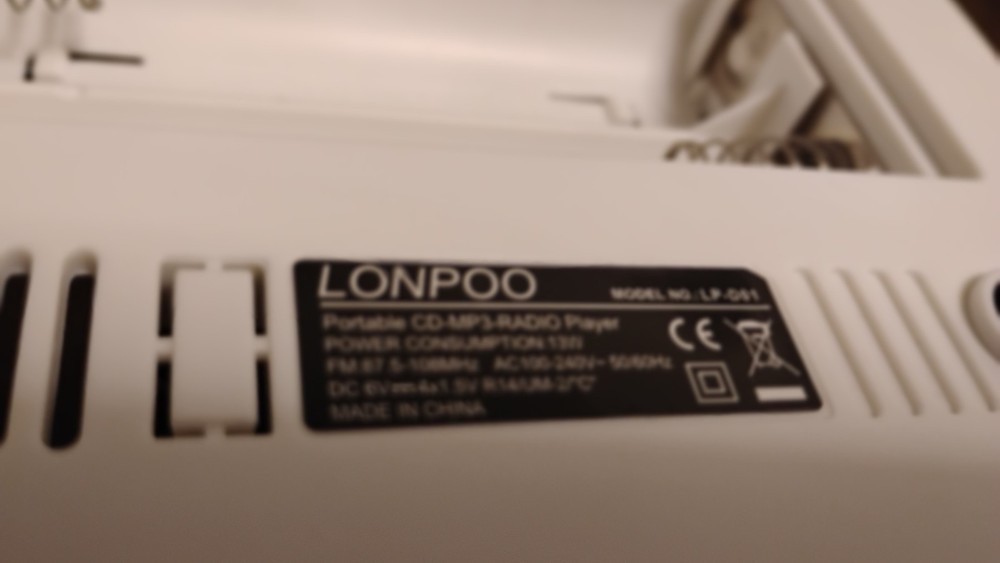 LONPOO
MODEL NO.: LP-D01
Portable CD-MP3-RADIO Player
POWER CONSUMPTION:13W
FM:87.5-108MHz AC100-240V~ 50/60Hz
DC 6V 4x1.5V R14/UM-2/"C"
MADE IN CHINA
CE